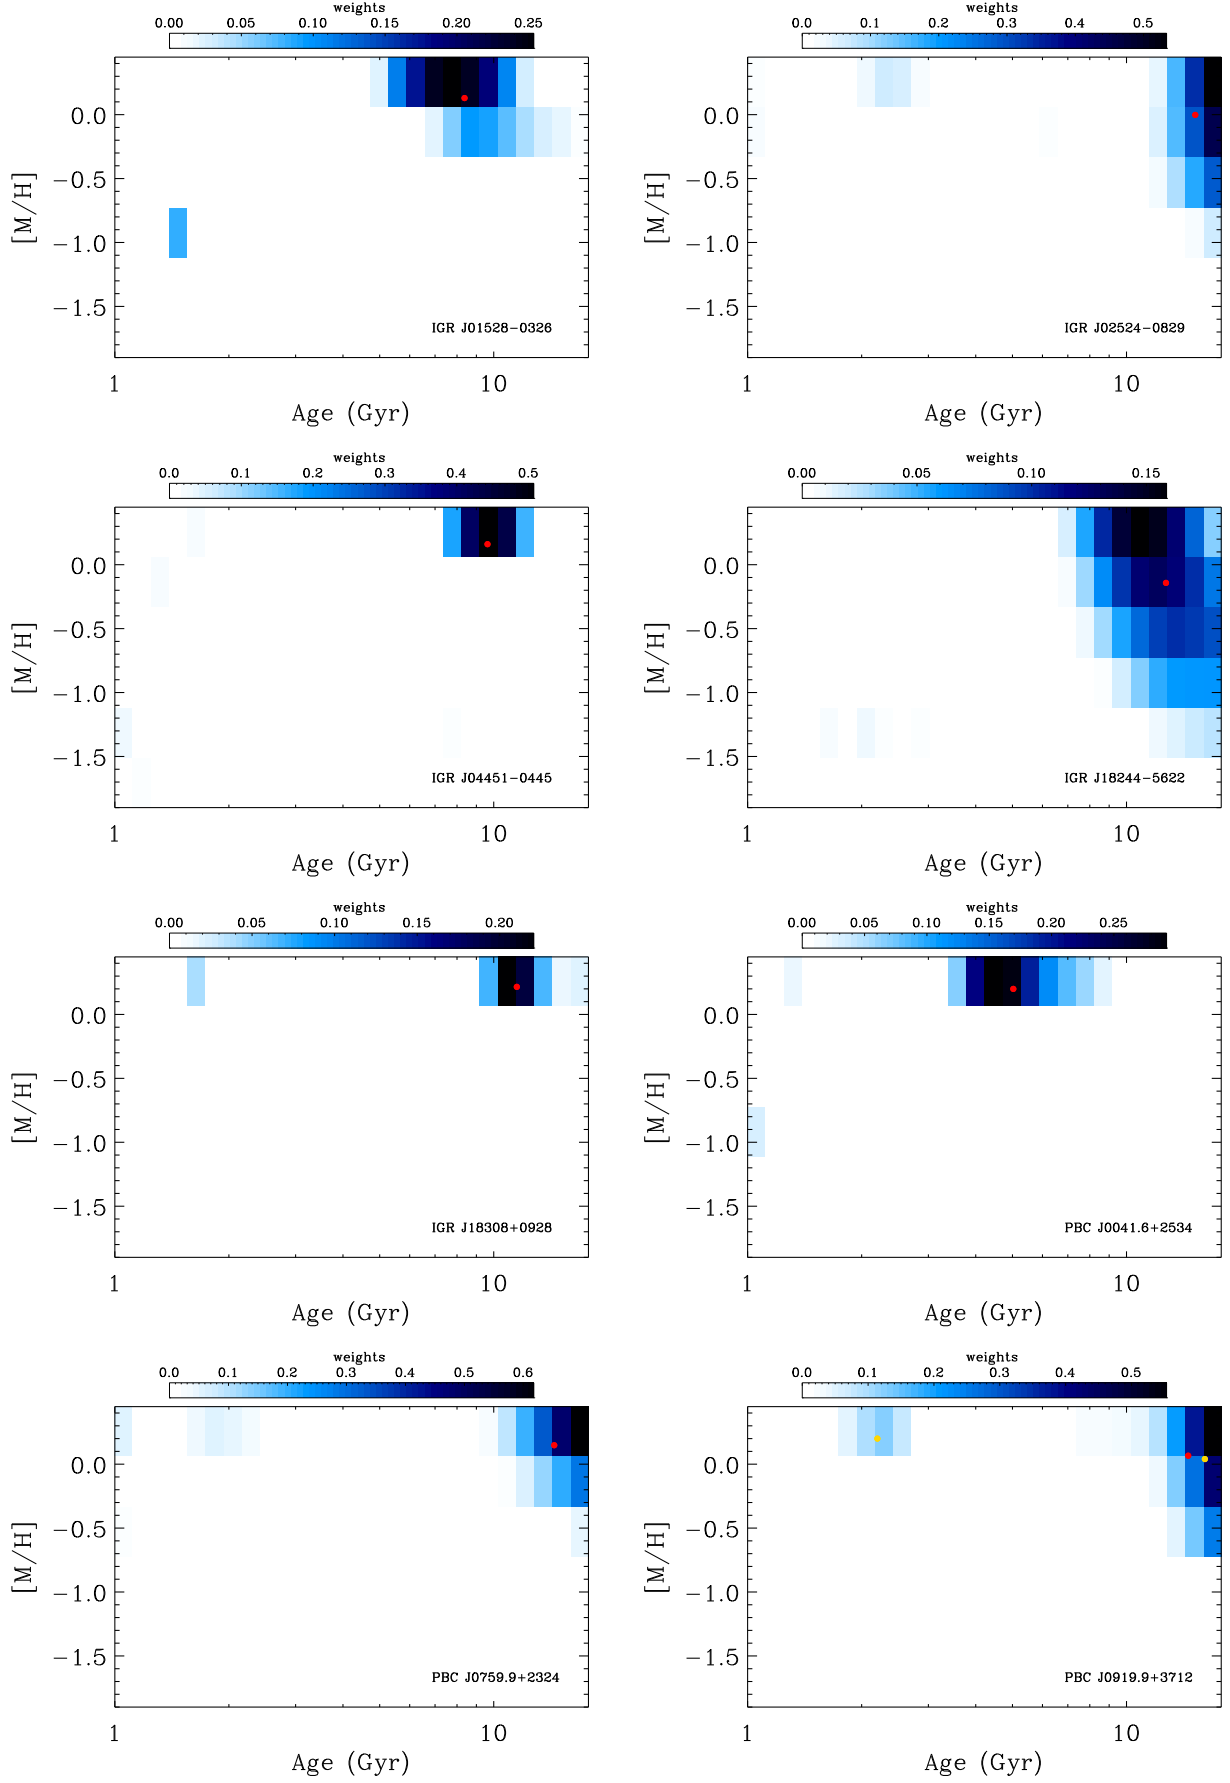 weights
0.00 0.05 0.10 0.15 0.20 0.25
0.0
−0.5
−1.0
−1.5
[M/H]
IGR J01528−0326
1 10
Age (Gyr)
weights
0.0 0.1 0.2 0.3 0.4 0.5
0.0
−0.5
−1.0
−1.5
[M/H]
IGR J02524−0829
1 10
Age (Gyr)
weights
0.0 0.1 0.2 0.3 0.4 0.5
0.0
−0.5
−1.0
−1.5
[M/H]
IGR J04451−0445
1 10
Age (Gyr)
weights
0.00 0.05 0.10 0.15
0.0
−0.5
−1.0
−1.5
[M/H]
IGR J18244−5622
1 10
Age (Gyr)
weights
0.00 0.05 0.10 0.15 0.20
0.0
−0.5
−1.0
−1.5
[M/H]
IGR J18308+0928
1 10
Age (Gyr)
weights
0.00 0.05 0.10 0.15 0.20 0.25
0.0
−0.5
−1.0
−1.5
[M/H]
PBC J0041.6+2534
1 10
Age (Gyr)
weights
0.0 0.1 0.2 0.3 0.4 0.5 0.6
0.0
−0.5
−1.0
−1.5
[M/H]
PBC J0759.9+2324
1 10
Age (Gyr)
weights
0.0 0.1 0.2 0.3 0.4 0.5
0.0
−0.5
−1.0
−1.5
[M/H]
PBC J0919.9+3712
1 10
Age (Gyr)